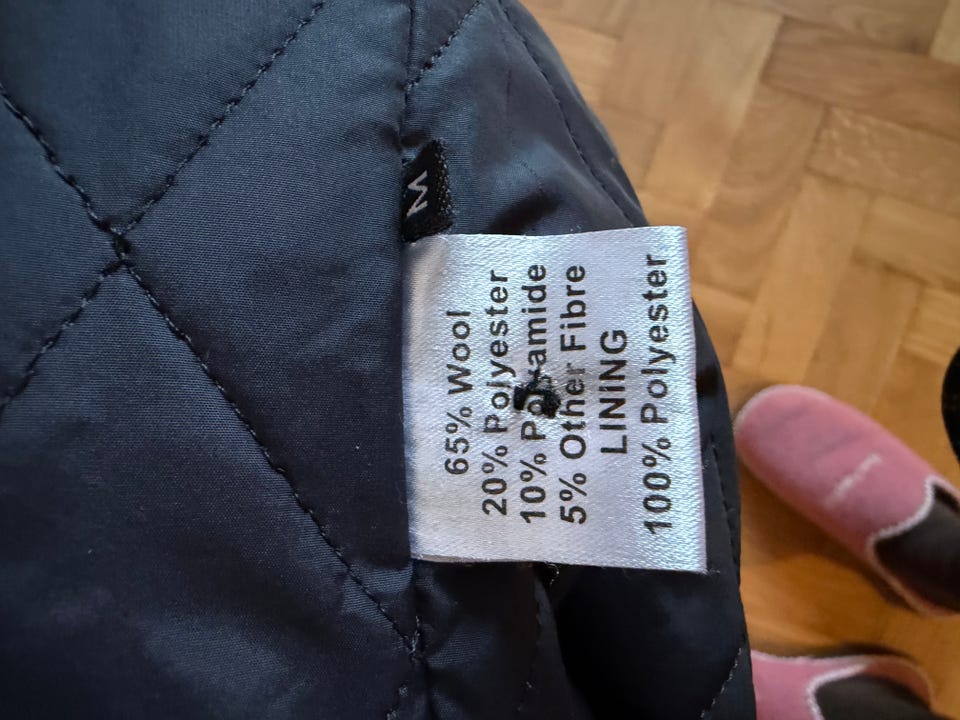 M
65% Wool
20% Polyester
10% Polyamide
5% Other Fibre
LINING
100% Polyester